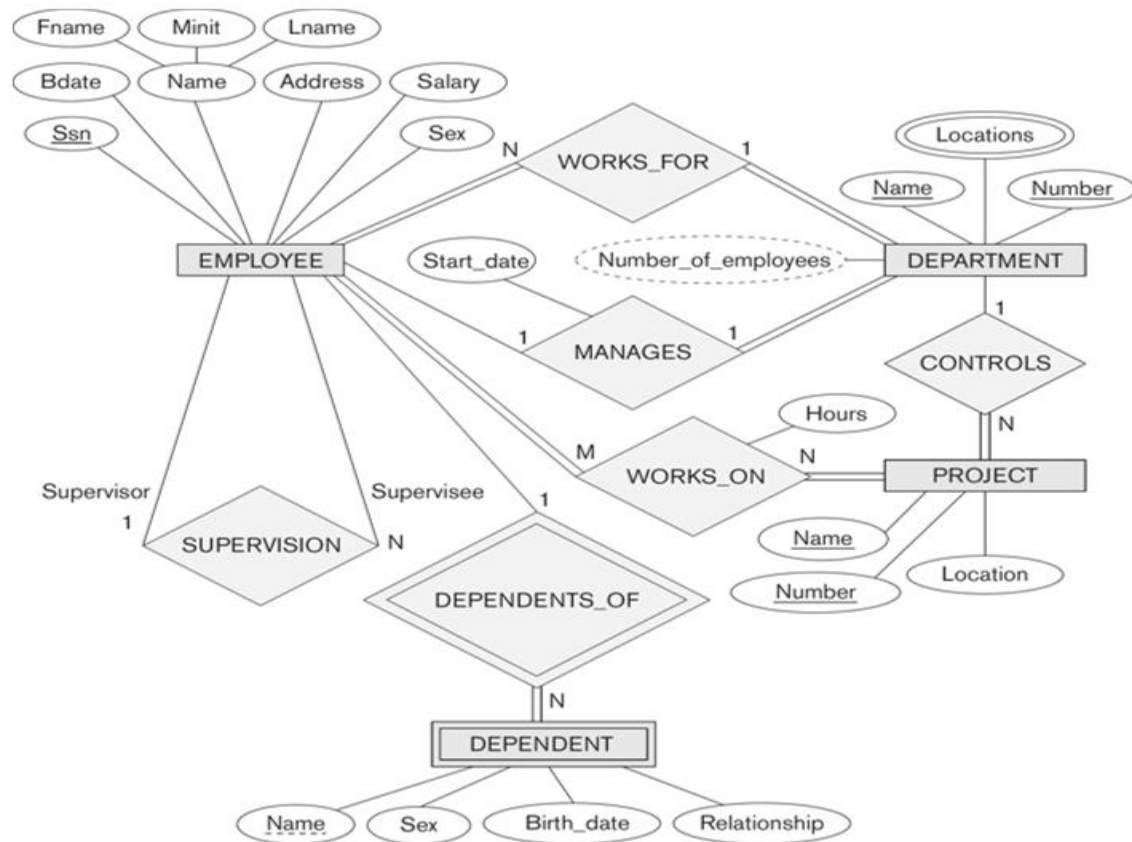 Fname Minit Lname
Bdate Name Address Salary
Ssn Sex
N WORKS_FOR 1
Locations
Name Number
EMPLOYEE
Start_date
Number_of_employees
DEPARTMENT
1 MANAGES 1
1
CONTROLS
N
Hours
M WORKS_ON N
PROJECT
Supervisor Supervisee
1 SUPERVISION N
1
Name
Number Location
DEPENDENTS_OF
N
DEPENDENT
Name Sex Birth_date Relationship